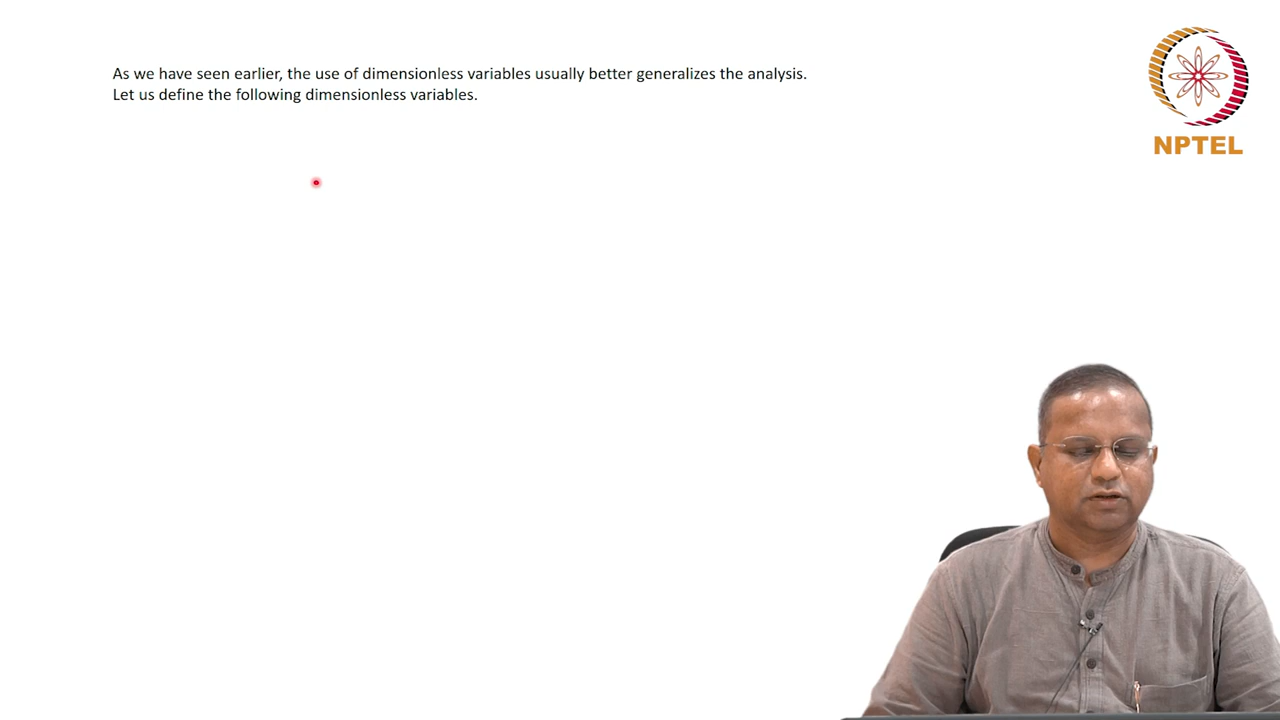 As we have seen earlier, the use of dimensionless variables usually better generalizes the analysis.
Let us define the following dimensionless variables.
NPTEL